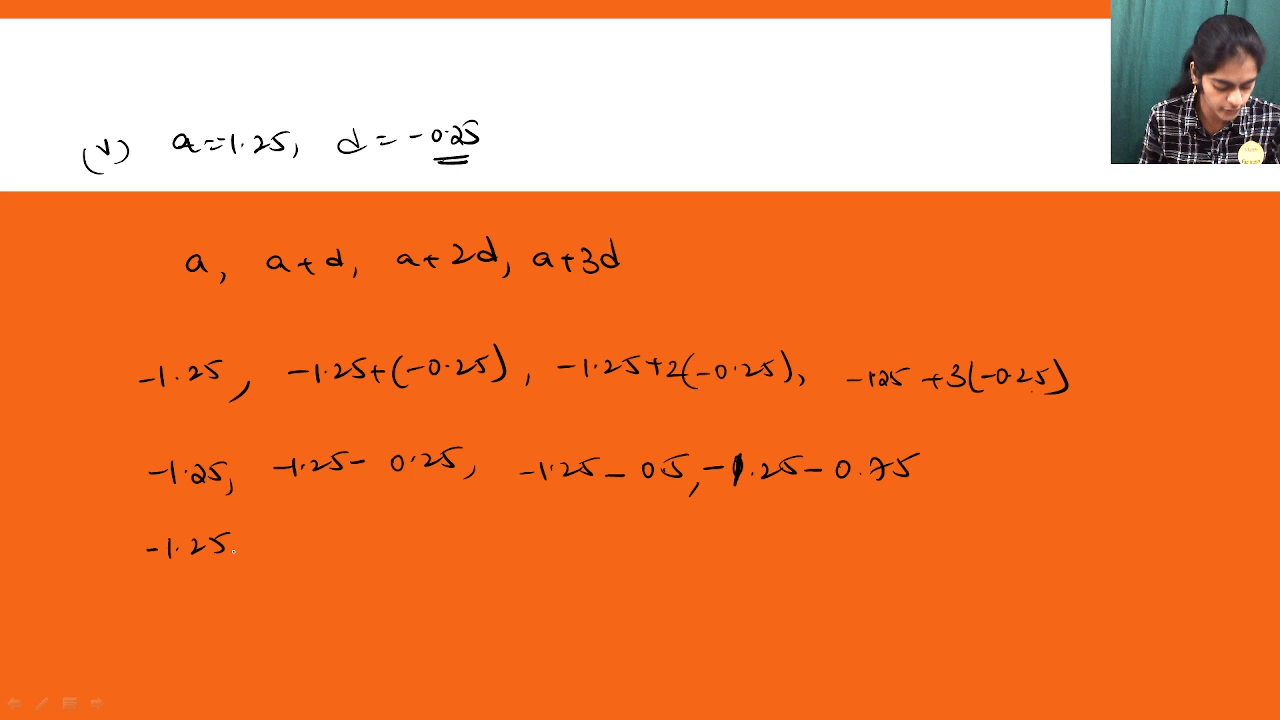 (v) a=-1.25, d=-0.25
a, a+d, a+2d, a+3d
-1.25, -1.25+(-0.25), -1.25+2(-0.25), -1.25+3(-0.25)
-1.25, -1.25-0.25, -1.25-0.5, -1.25-0.75
-1.25.